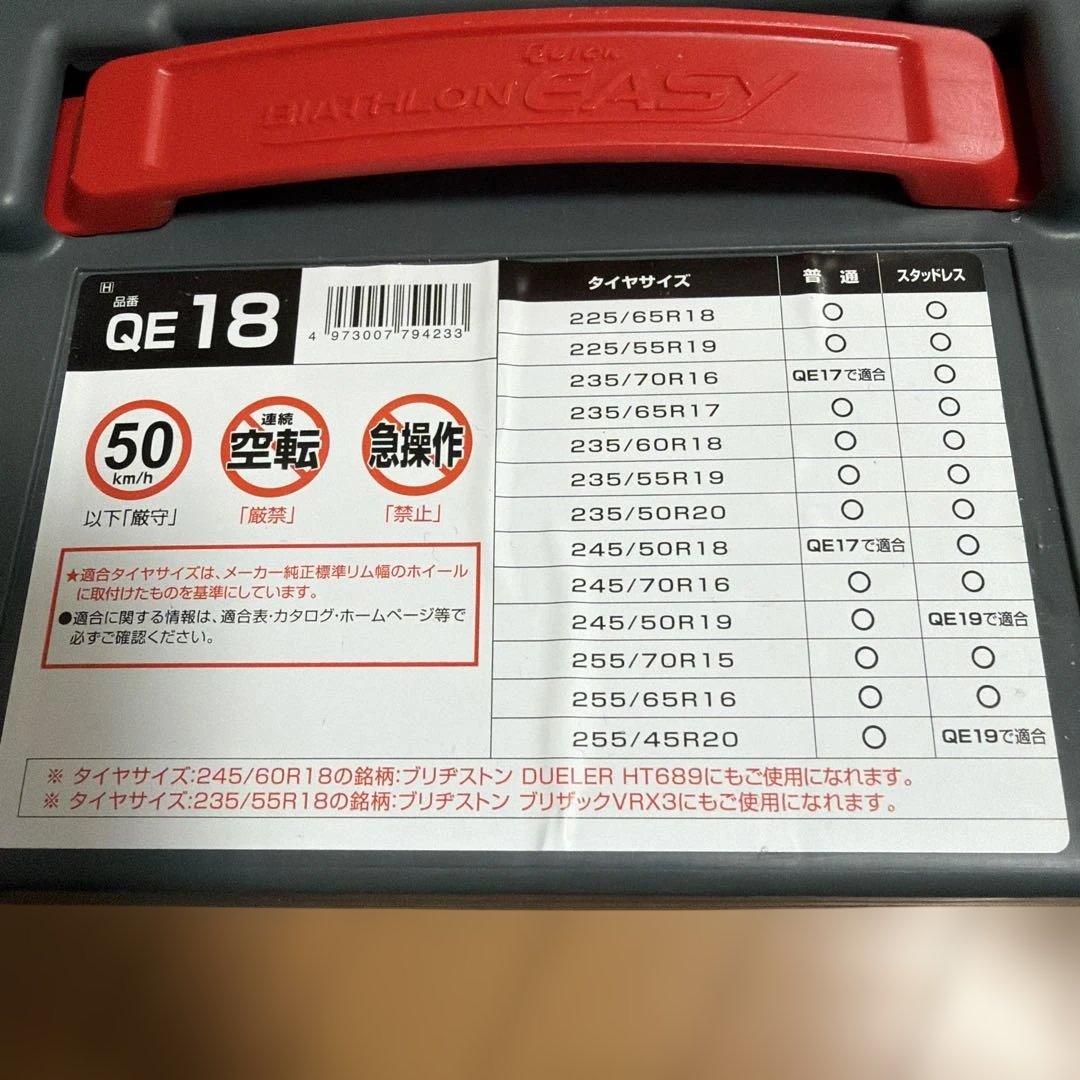 QUICK
BIATHLON EASY
H
品番
QE 18
4 973007 794233
50
km/h
以下「厳守」
連続
空転
「厳禁」
急操作
「禁止」
★適合タイヤサイズは、メーカー純正標準リム幅のホイール
に取付けたものを基準にしています。
●適合に関する情報は、適合表・カタログ・ホームページ等で
必ずご確認ください。
タイヤサイズ 普通 スタッドレス
225/65R18 ○ ○
225/55R19 ○ ○
235/70R16 QE17で適合 ○
235/65R17 ○ ○
235/60R18 ○ ○
235/55R19 ○ ○
235/50R20 ○ ○
245/50R18 QE17で適合 ○
245/70R16 ○ ○
245/50R19 ○ QE19で適合
255/70R15 ○ ○
255/65R16 ○ ○
255/45R20 ○ QE19で適合
※ タイヤサイズ:245/60R18の銘柄:ブリヂストン DUELER HT689にもご使用になれます。
※ タイヤサイズ:235/55R18の銘柄:ブリヂストン ブリザックVRX3にもご使用になれます。